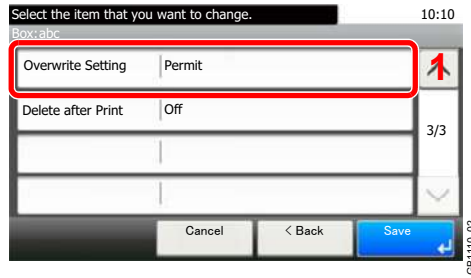 Select the item that you want to change. 10:10
Box:abc
Overwrite Setting Permit
1
Delete after Print Off
3/3
Cancel < Back Save